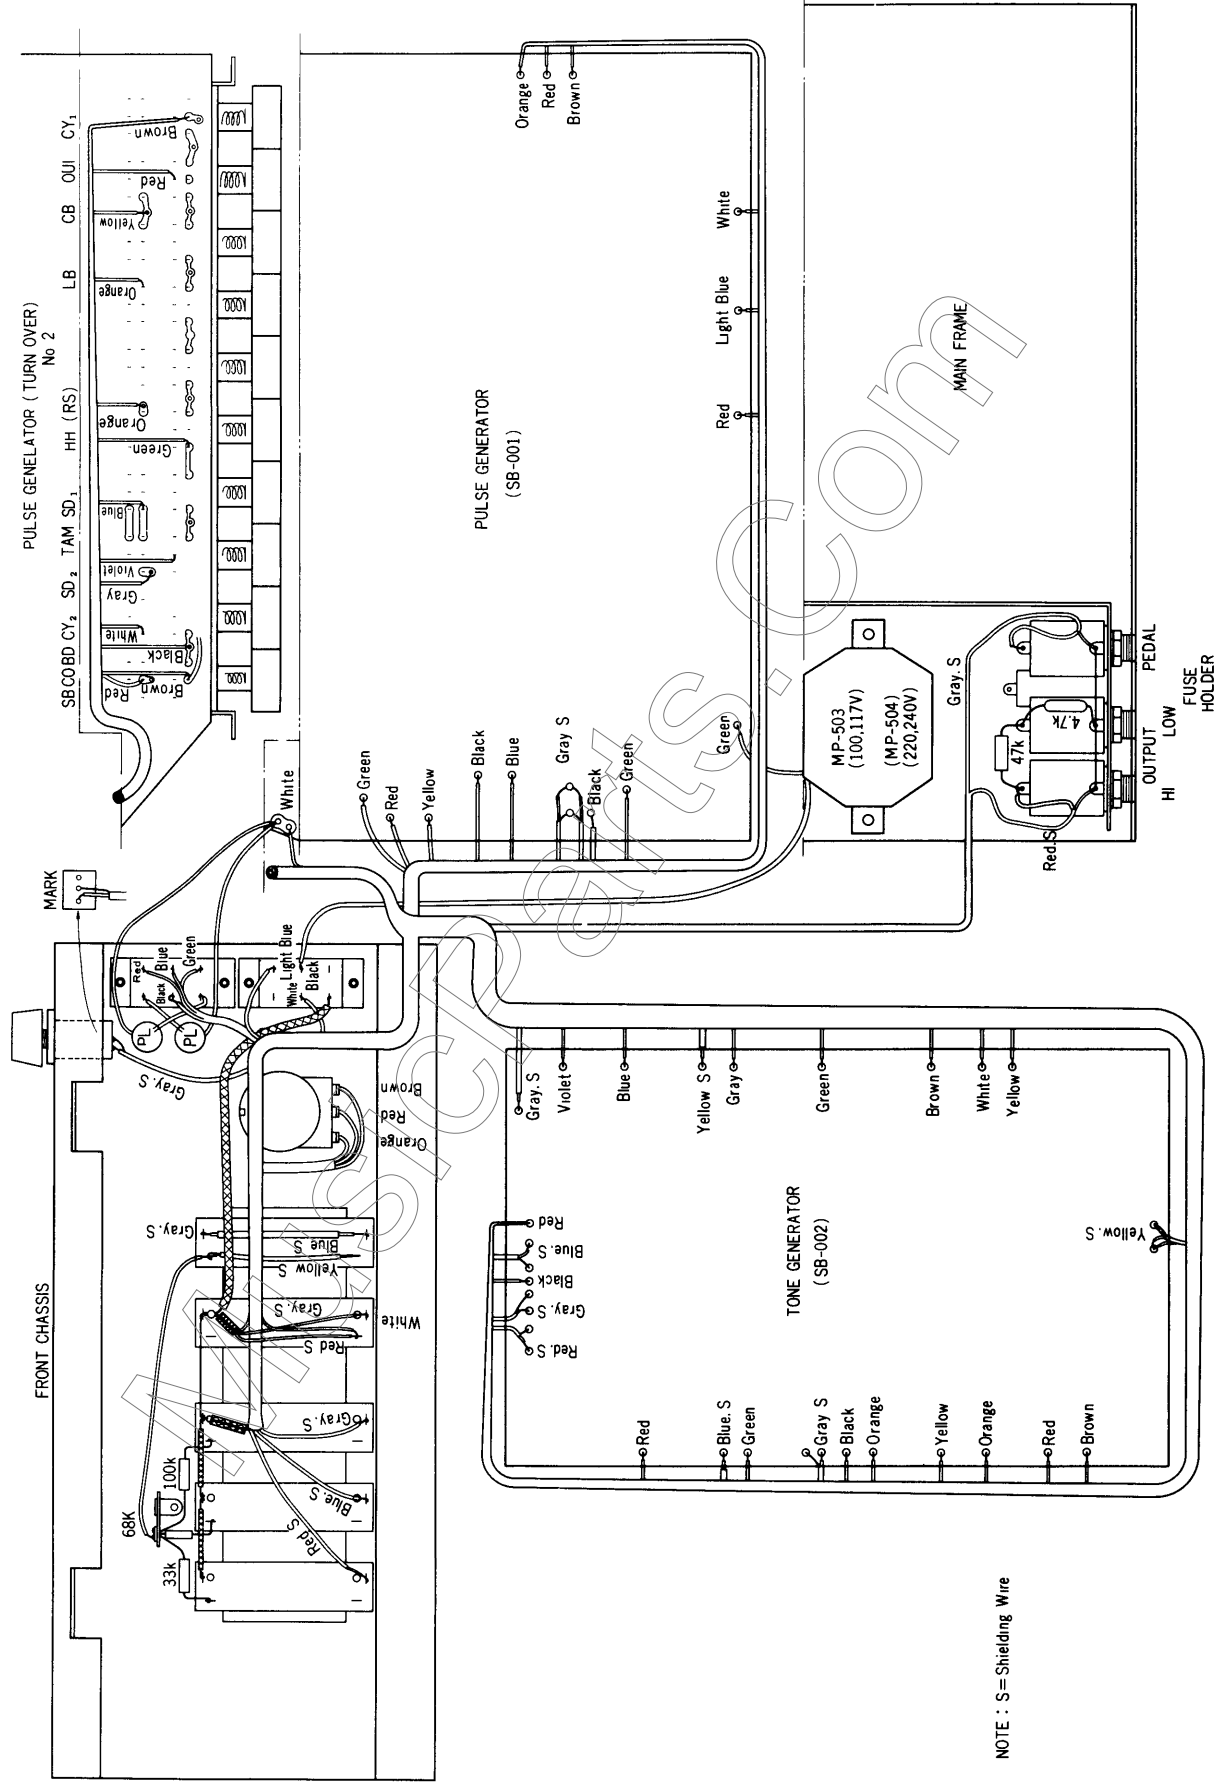 PULSE GENELATOR (TURN OVER)
No 2
SBCOBD CY₂ SD₂ TAM SD₁ HH (RS) LB CB OUI CY₁
Red
Brown
Black
White
Gray
Violet
Blue
Green
Orange
Orange
Yellow
Red
Brown
MARK
FRONT CHASSIS
68K
33k
100k
Red S
Blue. S
Gray. S
Red S
Gray. S
White
Yellow S
Blue S
Gray. S
Orange
Red
Brown
Gray. S
PL
PL
Red
Black
Blue
Green
Light Blue
White
Black
White
Green
Red
Yellow
Black
Blue
Gray S
Black
Green
PULSE GENERATOR
(SB-001)
Orange
Red
Brown
Green
Red
Light Blue
White
MP-503
(100,117V)
(MP-504)
(220,240V)
MAIN FRAME
Gray. S
Red. S
47k
4.7k
HI
OUTPUT
LOW
PEDAL
FUSE
HOLDER
Gray. S
Violet
Blue
Yellow S
Gray
Green
Brown
White
Yellow
Red
Blue. S
Black
Gray. S
Red. S
TONE GENERATOR
(SB-002)
Yellow. S
Red
Blue. S
Green
Gray S
Black
Orange
Yellow
Orange
Red
Brown
NOTE : S=Shielding Wire
MusicParts.Com